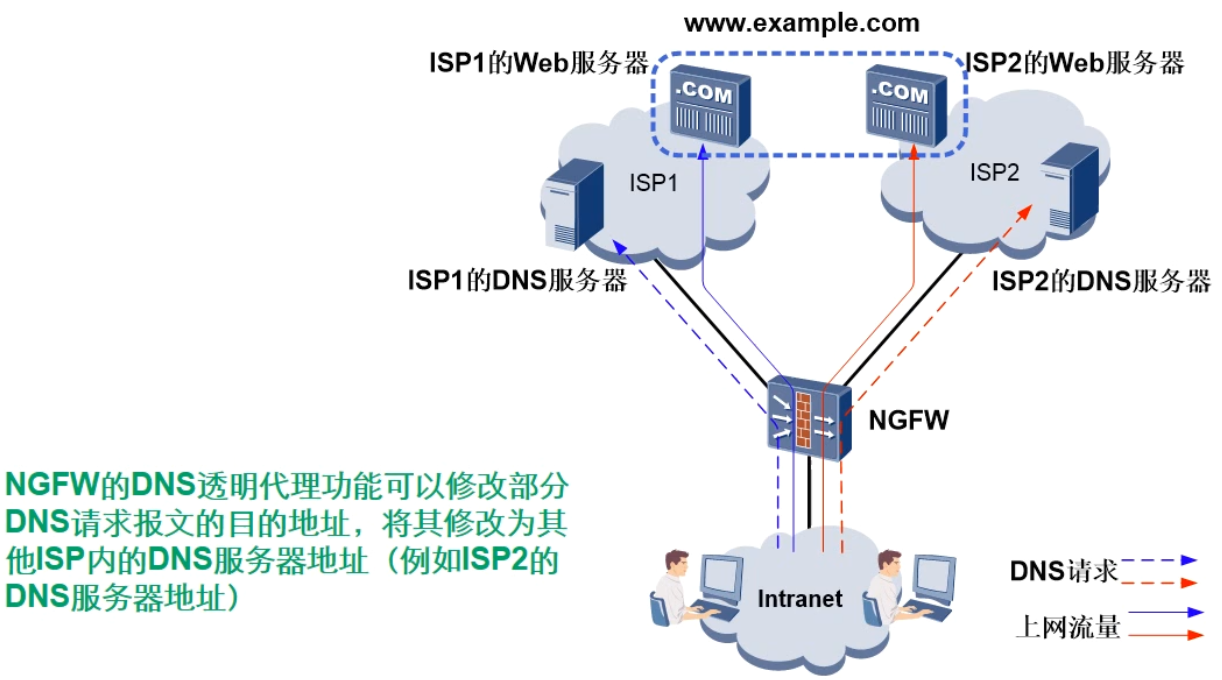 www.example.com
ISP1的Web服务器
ISP2的Web服务器
.COM
.COM
ISP1
ISP2
ISP1的DNS服务器
ISP2的DNS服务器
NGFW
NGFW的DNS透明代理功能可以修改部分
DNS请求报文的目的地址，将其修改为其
他ISP内的DNS服务器地址（例如ISP2的
DNS服务器地址）
Intranet
DNS请求
上网流量